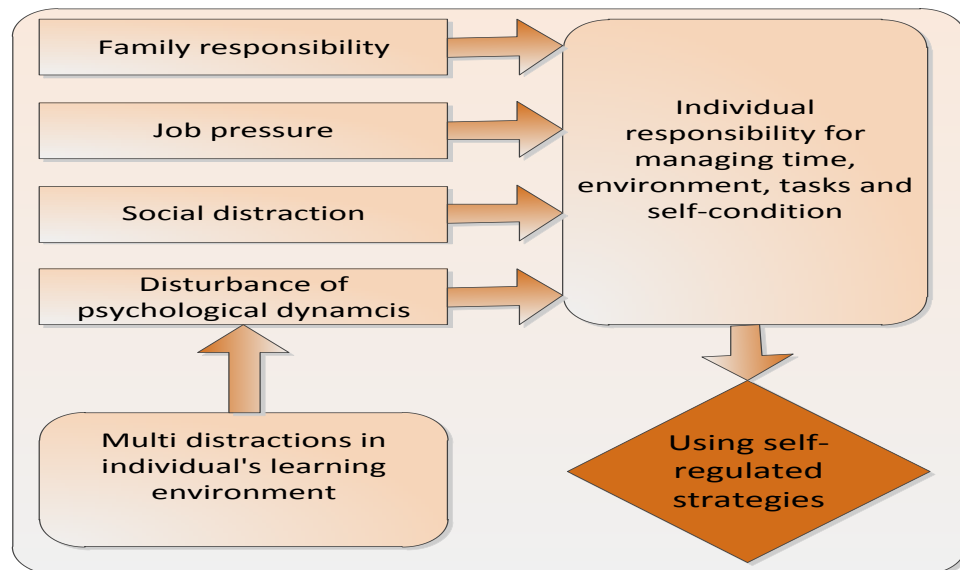 Family responsibility
Job pressure
Social distraction
Disturbance of
psychological dynamcis
Multi distractions in
individual's learning
environment
Individual
responsibility for
managing time,
environment, tasks and
self-condition
Using self-
regulated
strategies